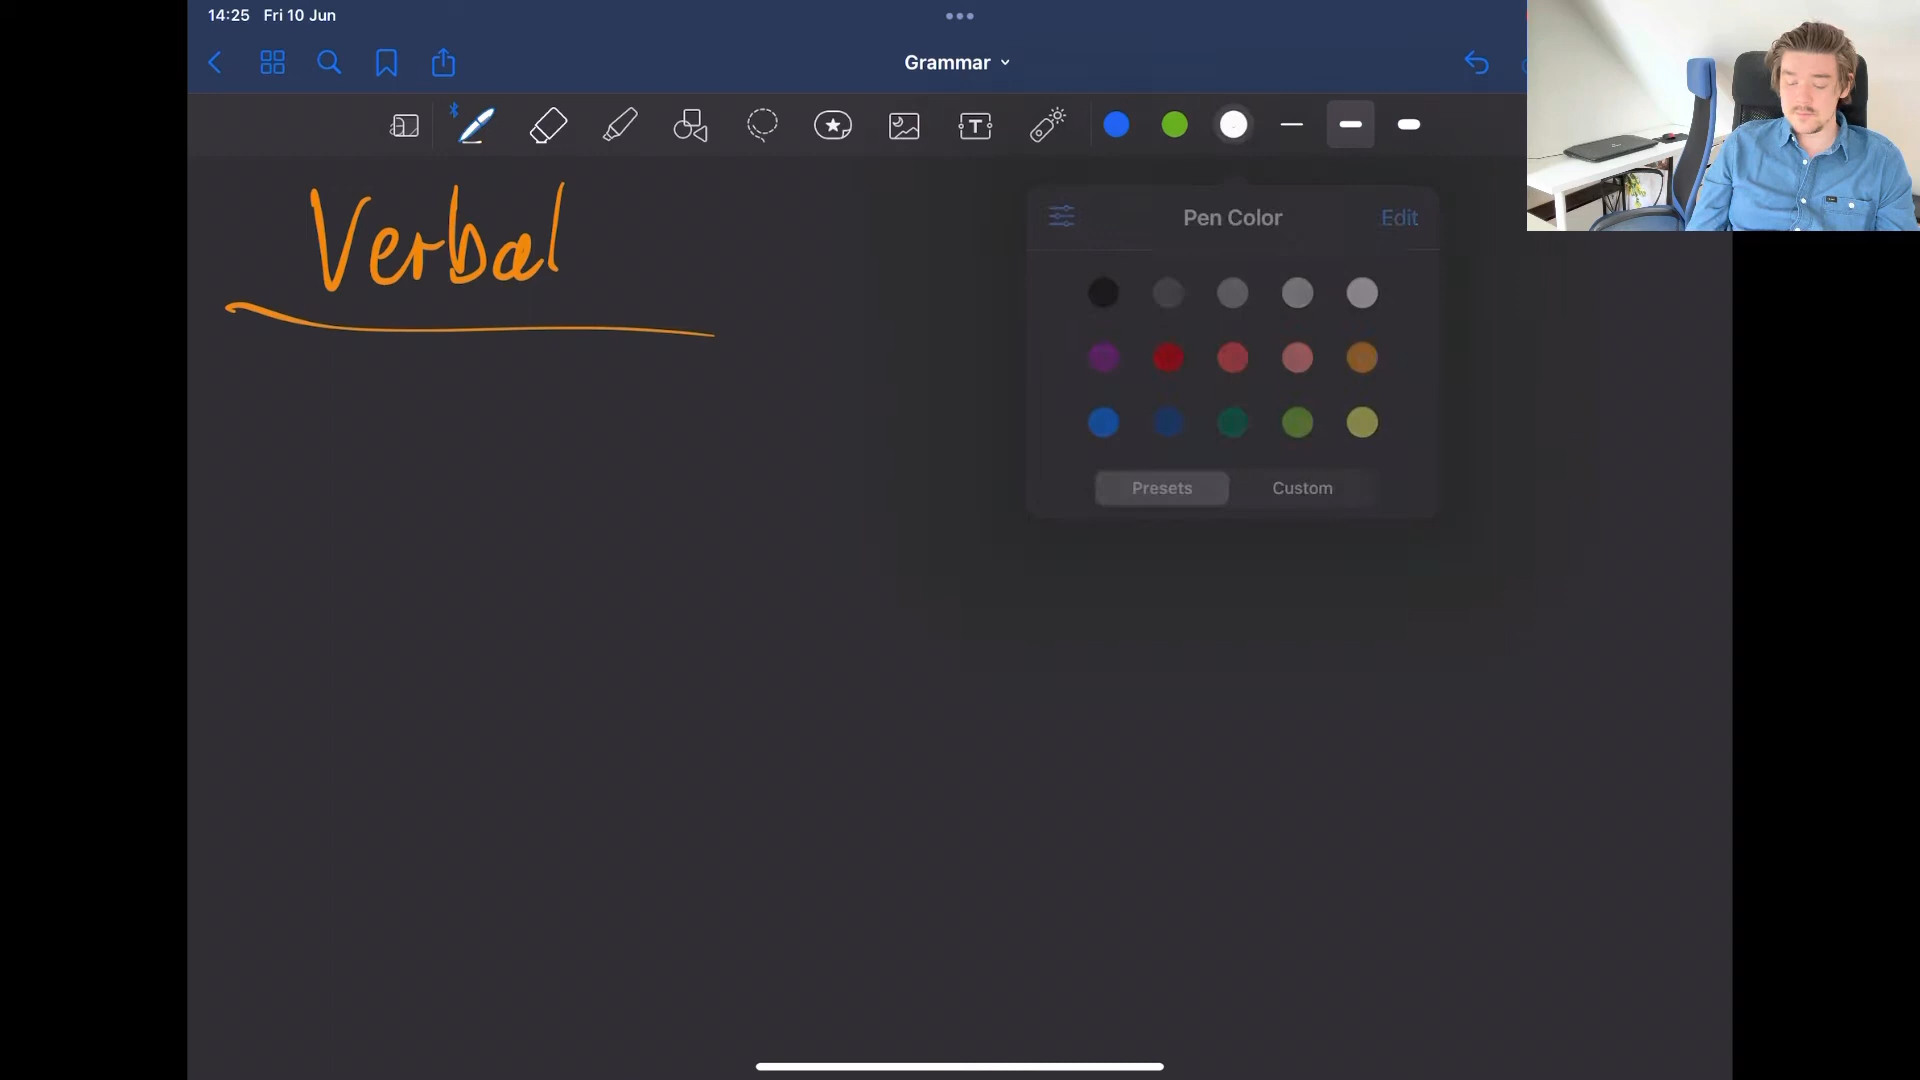 14:25 Fri 10 Jun
Grammar
T
Verbal
Pen Color Edit
Presets Custom